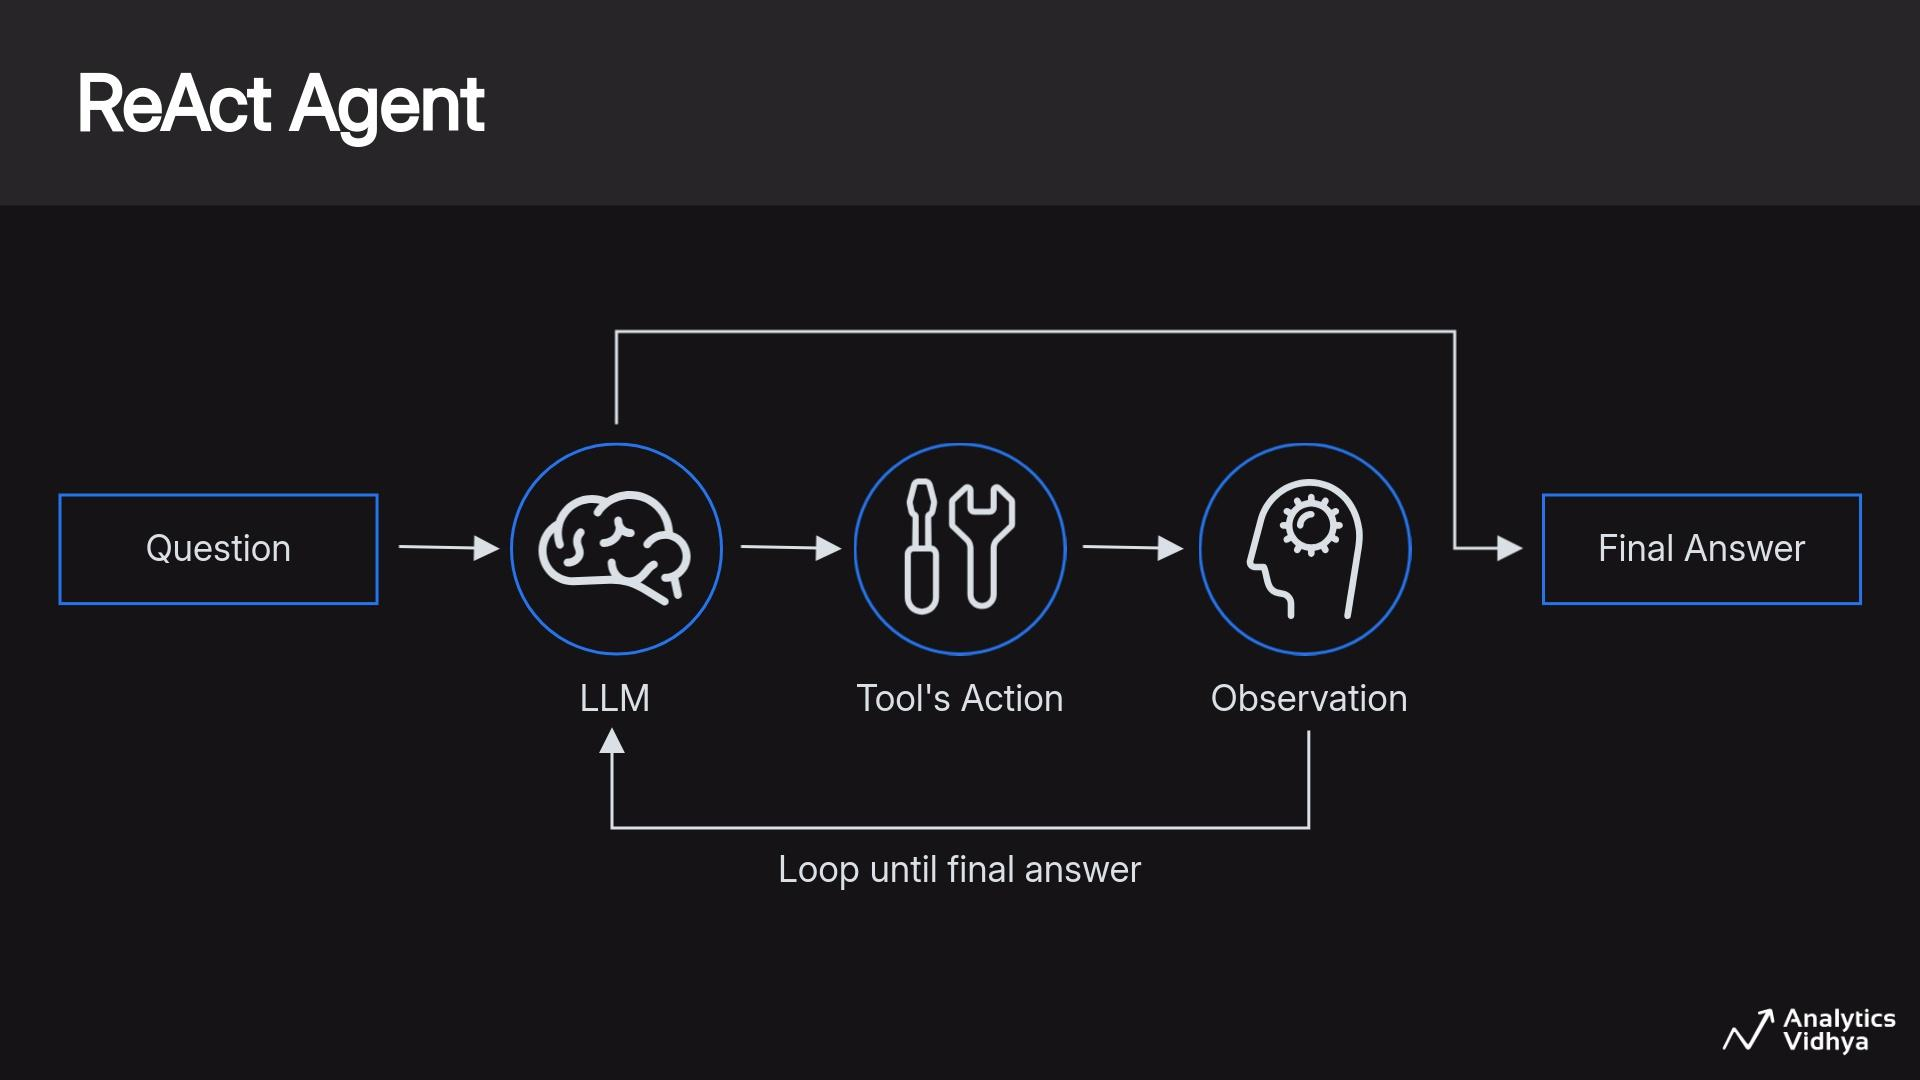 ReAct Agent
Question
Final Answer
LLM
Tool's Action
Observation
Loop until final answer
Analytics
Vidhya